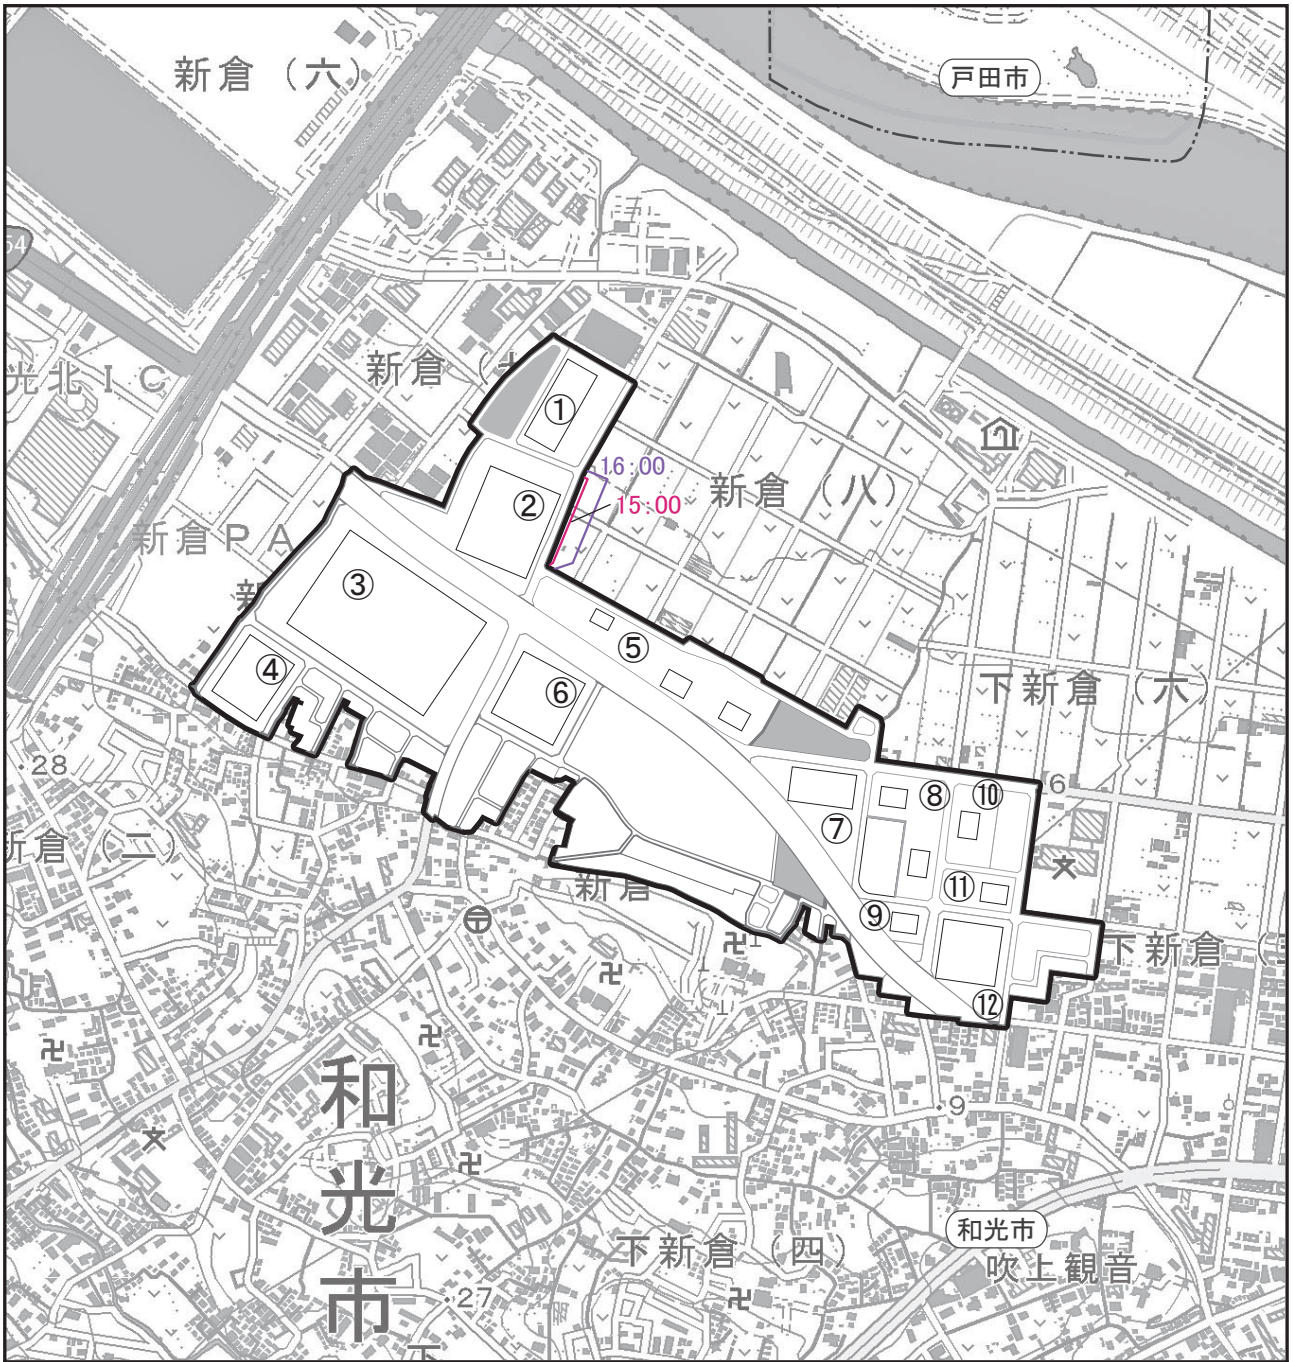 新倉（六）
戸田市
54
光北ＩＣ
新倉（
①
16:00
新倉（八）
②
15:00
新倉ＰＡ
③
新
⑤
④
⑥
下新倉（六）
・28
⑧
⑩
6
⑦
新倉（二）
⑪
新倉
⑨
下新倉（
⑫
和光市
・9
和光市
下新倉（四）
吹上観音
・27
下